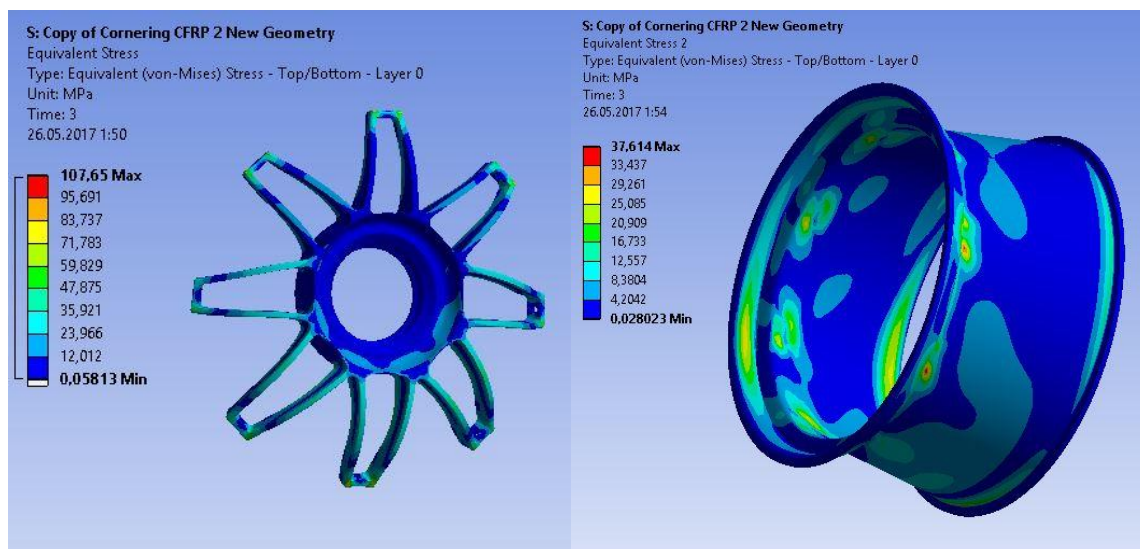 S: Copy of Cornering CFRP 2 New Geometry
Equivalent Stress
Type: Equivalent (von-Mises) Stress - Top/Bottom - Layer 0
Unit: MPa
Time: 3
26.05.2017 1:50
107,65 Max
95,691
83,737
71,783
59,829
47,875
35,921
23,966
12,012
0,05813 Min
S: Copy of Cornering CFRP 2 New Geometry
Equivalent Stress 2
Type: Equivalent (von-Mises) Stress - Top/Bottom - Layer 0
Unit: MPa
Time: 3
26.05.2017 1:54
37,614 Max
33,437
29,261
25,085
20,909
16,733
12,557
8,3804
4,2042
0,028023 Min